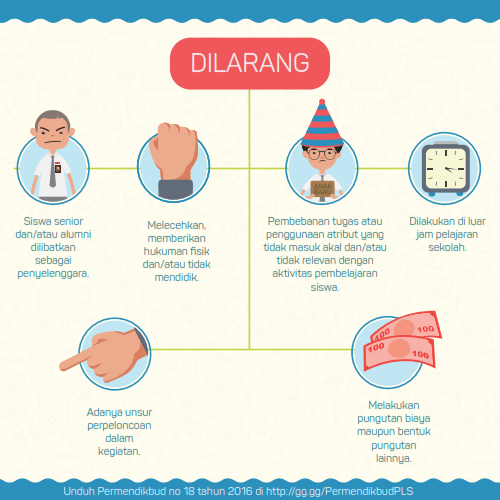 DILARANG
Siswa senior
dan/atau alumni
dilibatkan
sebagai
penyelenggara.
Melecehkan,
memberikan
hukuman fisik
dan/atau tidak
mendidik.
ANAK
BARU
Pembebanan tugas atau
penggunaan atribut yang
tidak masuk akal dan/atau
tidak relevan dengan
aktivitas pembelajaran
siswa.
Dilakukan di luar
jam pelajaran
sekolah.
Adanya unsur
perpeloncoan
dalam
kegiatan.
100
100
100
100
Melakukan
pungutan biaya
maupun bentuk
pungutan
lainnya.
Unduh Permendikbud no 18 tahun 2016 di http://gg.gg/PermendikbudPLS